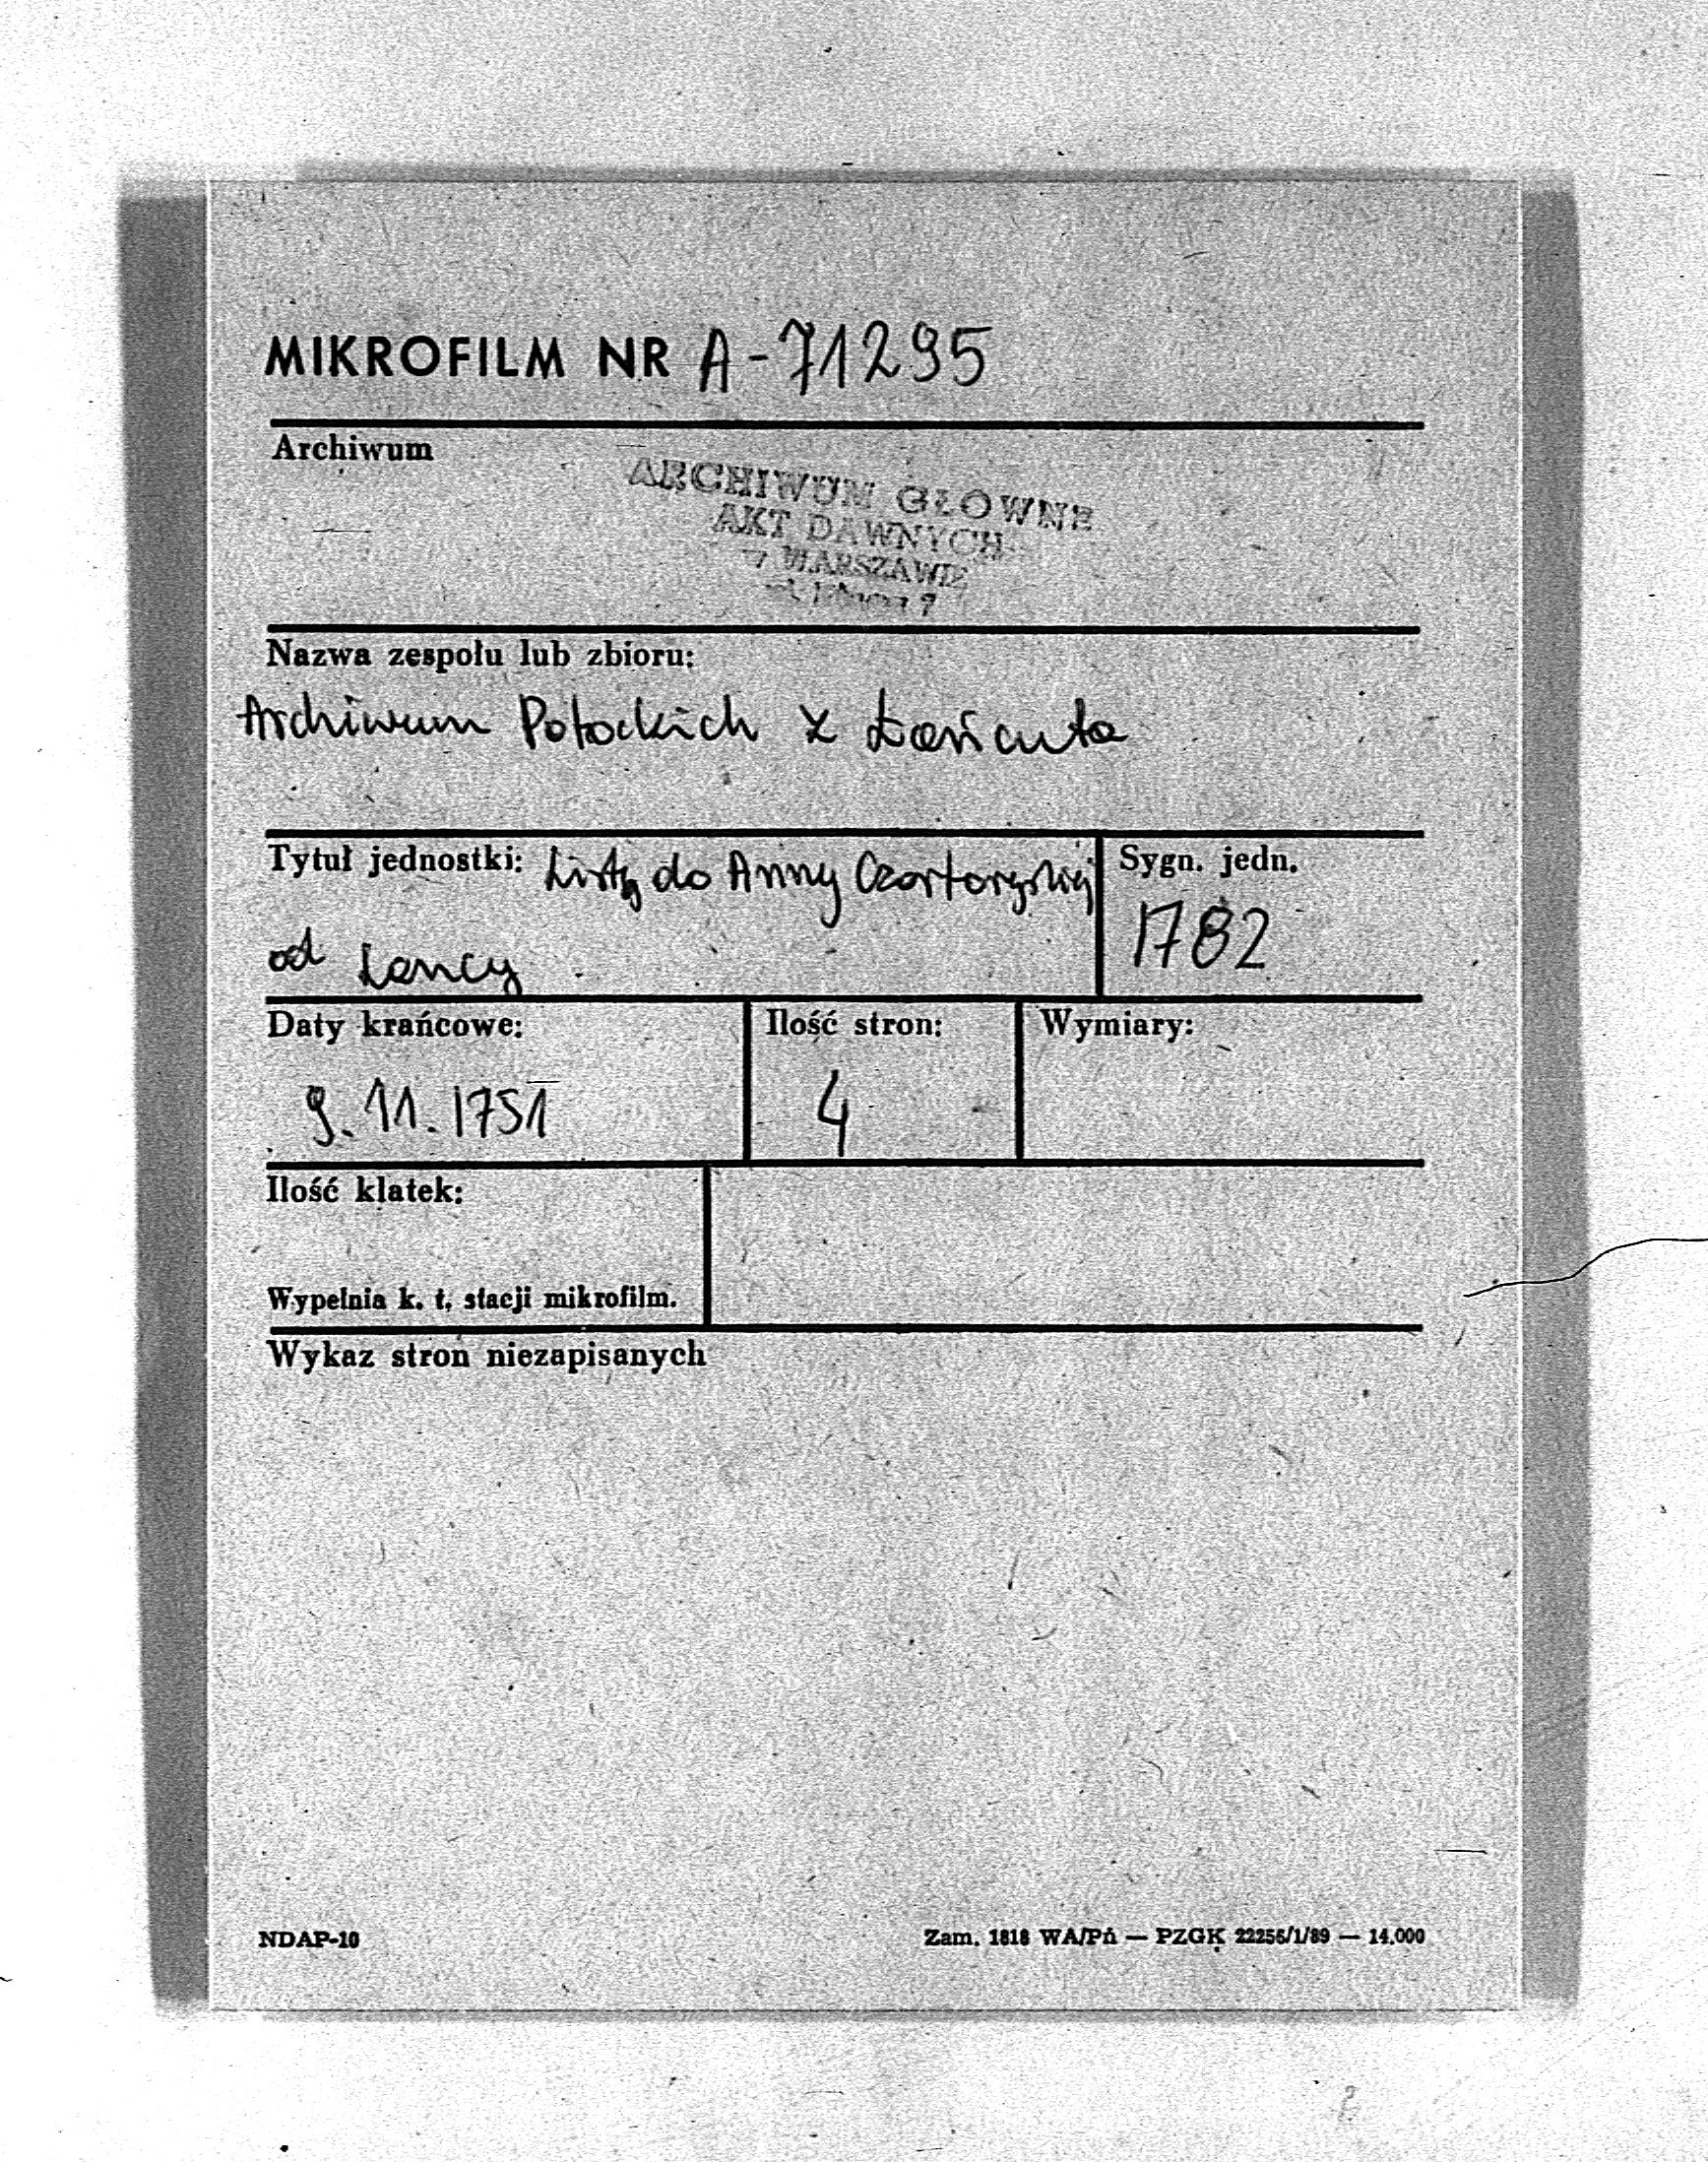 MIKROFILM NR A-71295
Archiwum
ARCHIWUM GŁOWNE
AKT DAWNYCH
WARSZAWIE
Nazwa zespołu lub zbioru:
Archiwum Potockich z Łańcuta
Tytuł jednostki: Listy do Anny Czartoryskiej
od Łancy
Sygn. jedn.
1782
Daty krańcowe:
9.11.1751
Ilość stron:
4
Wymiary:
Ilość klatek:
Wypełnia k. t. stacji mikrofilm.
Wykaz stron niezapisanych
NDAP-10
Zam. 1818 WA/Pń — PZGK 22256/1/89 — 14.000